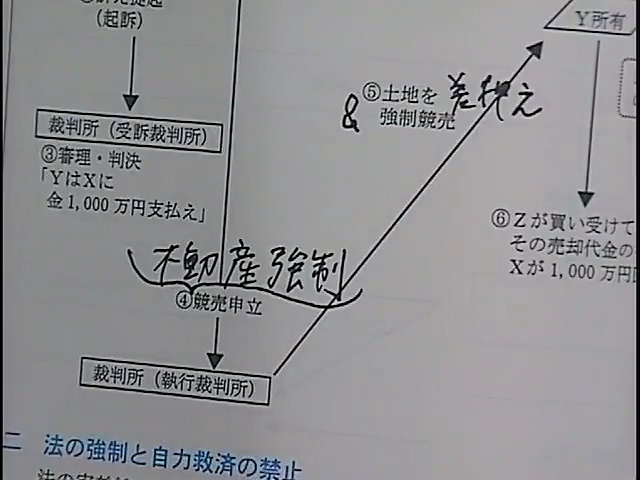 (起訴)
裁判所（受訴裁判所）
③審理・判決
「YはXに
金1,000万円支払え」
不動産強制
④競売申立
裁判所（執行裁判所）
&
⑤土地を 差押え
強制競売
Y所有
⑥Zが買い受けて
その売却代金の
Xが1,000万円
二 法の強制と自力救済の禁止